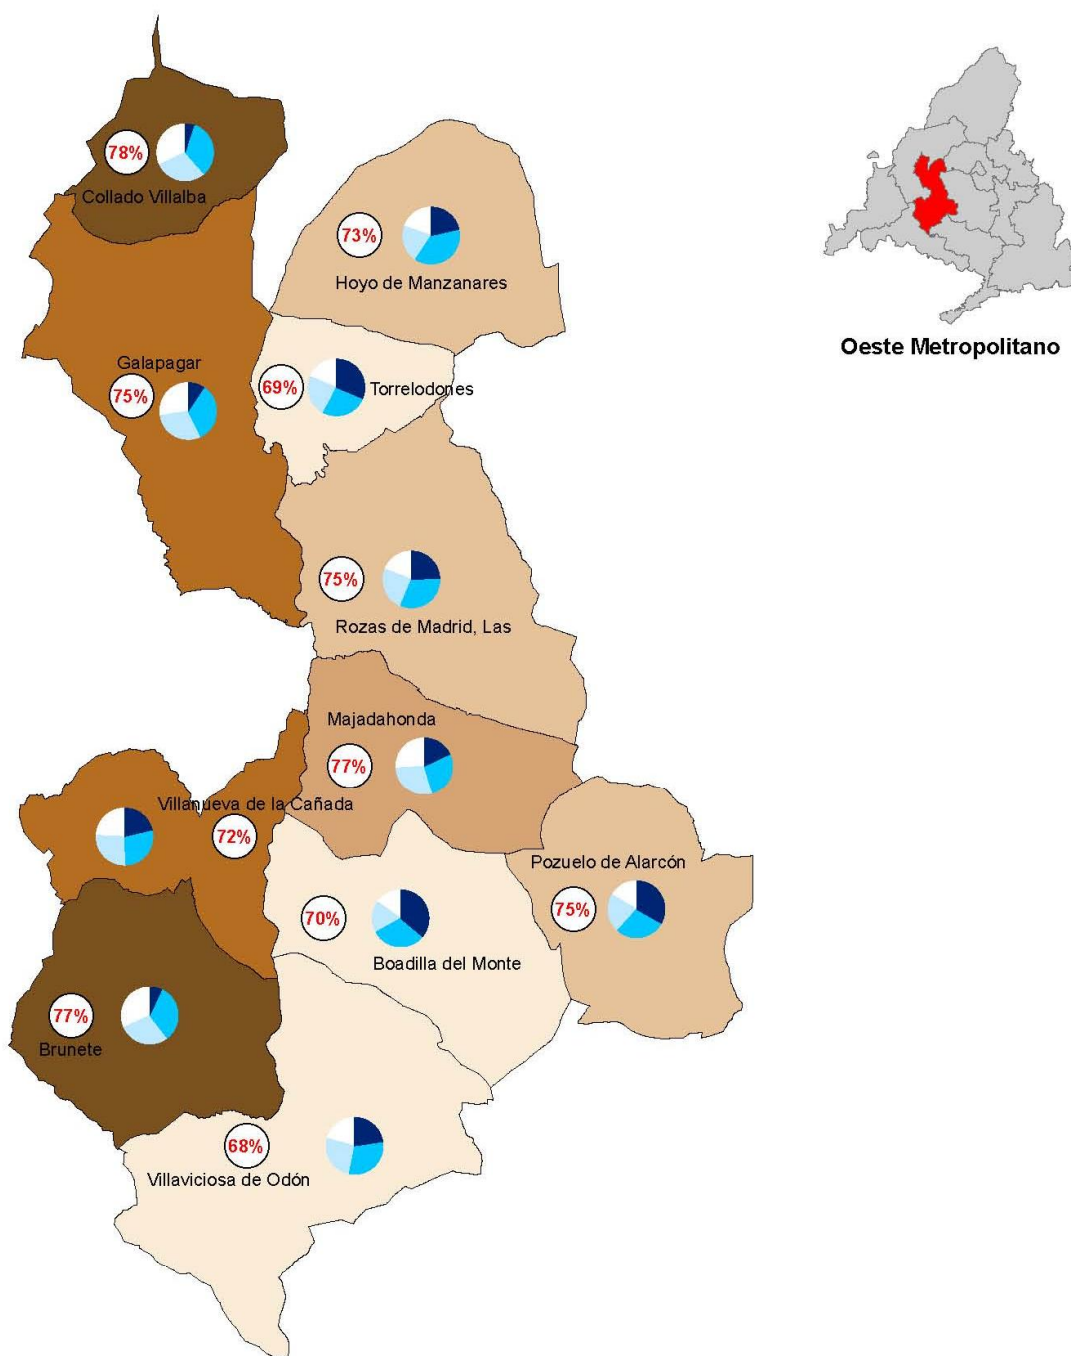 78%
Collado Villalba
73%
Hoyo de Manzanares
Oeste Metropolitano
Galapagar
75%
69%
Torrelodones
75%
Rozas de Madrid, Las
Majadahonda
77%
Villanueva de la Cañada
72%
Pozuelo de Alarcón
75%
70%
Boadilla del Monte
77%
Brunete
68%
Villaviciosa de Odón